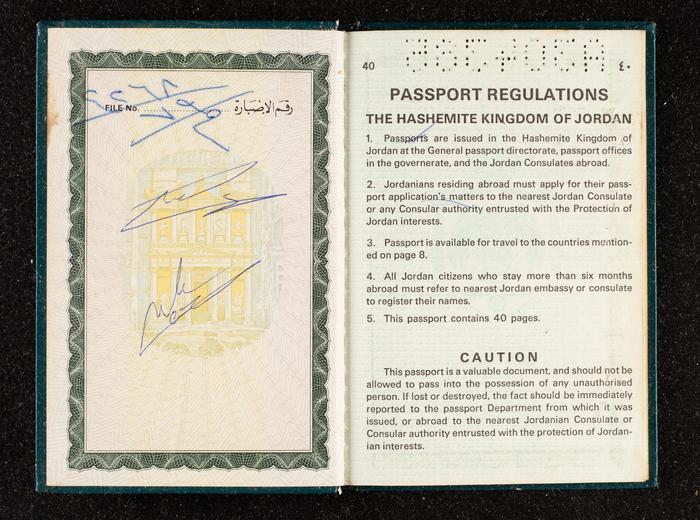 FILE No. .................... رقم الإضبارة
40
٤٠
PASSPORT REGULATIONS
THE HASHEMITE KINGDOM OF JORDAN
1. Passports are issued in the Hashemite Kingdom of
Jordan at the General passport directorate, passport offices
in the governerate, and the Jordan Consulates abroad.
2. Jordanians residing abroad must apply for their pass-
port application's matters to the nearest Jordan Consulate
or any Consular authority entrusted with the Protection of
Jordan interests.
3. Passport is available for travel to the countries mention-
ed on page 8.
4. All Jordan citizens who stay more than six months
abroad must refer to nearest Jordan embassy or consulate
to register their names.
5. This passport contains 40 pages.
CAUTION
This passport is a valuable document, and should not be
allowed to pass into the possession of any unauthorised
person. If lost or destroyed, the fact should be immediately
reported to the passport Department from which it was
issued, or abroad to the nearest Jordanian Consulate or
Consular authority entrusted with the protection of Jordan-
ian interests.